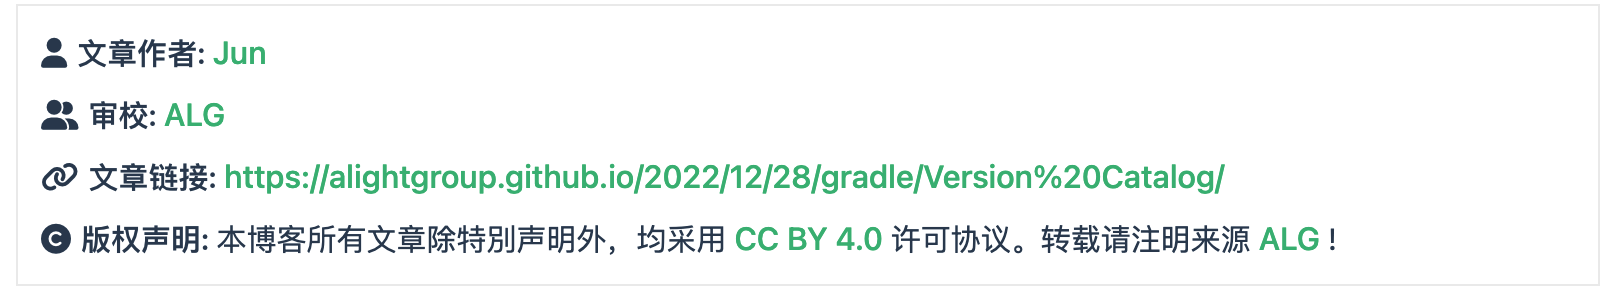 文章作者: Jun
审校: ALG
文章链接: https://alightgroup.github.io/2022/12/28/gradle/Version%20Catalog/
版权声明: 本博客所有文章除特別声明外，均采用 CC BY 4.0 许可协议。转载请注明来源 ALG !